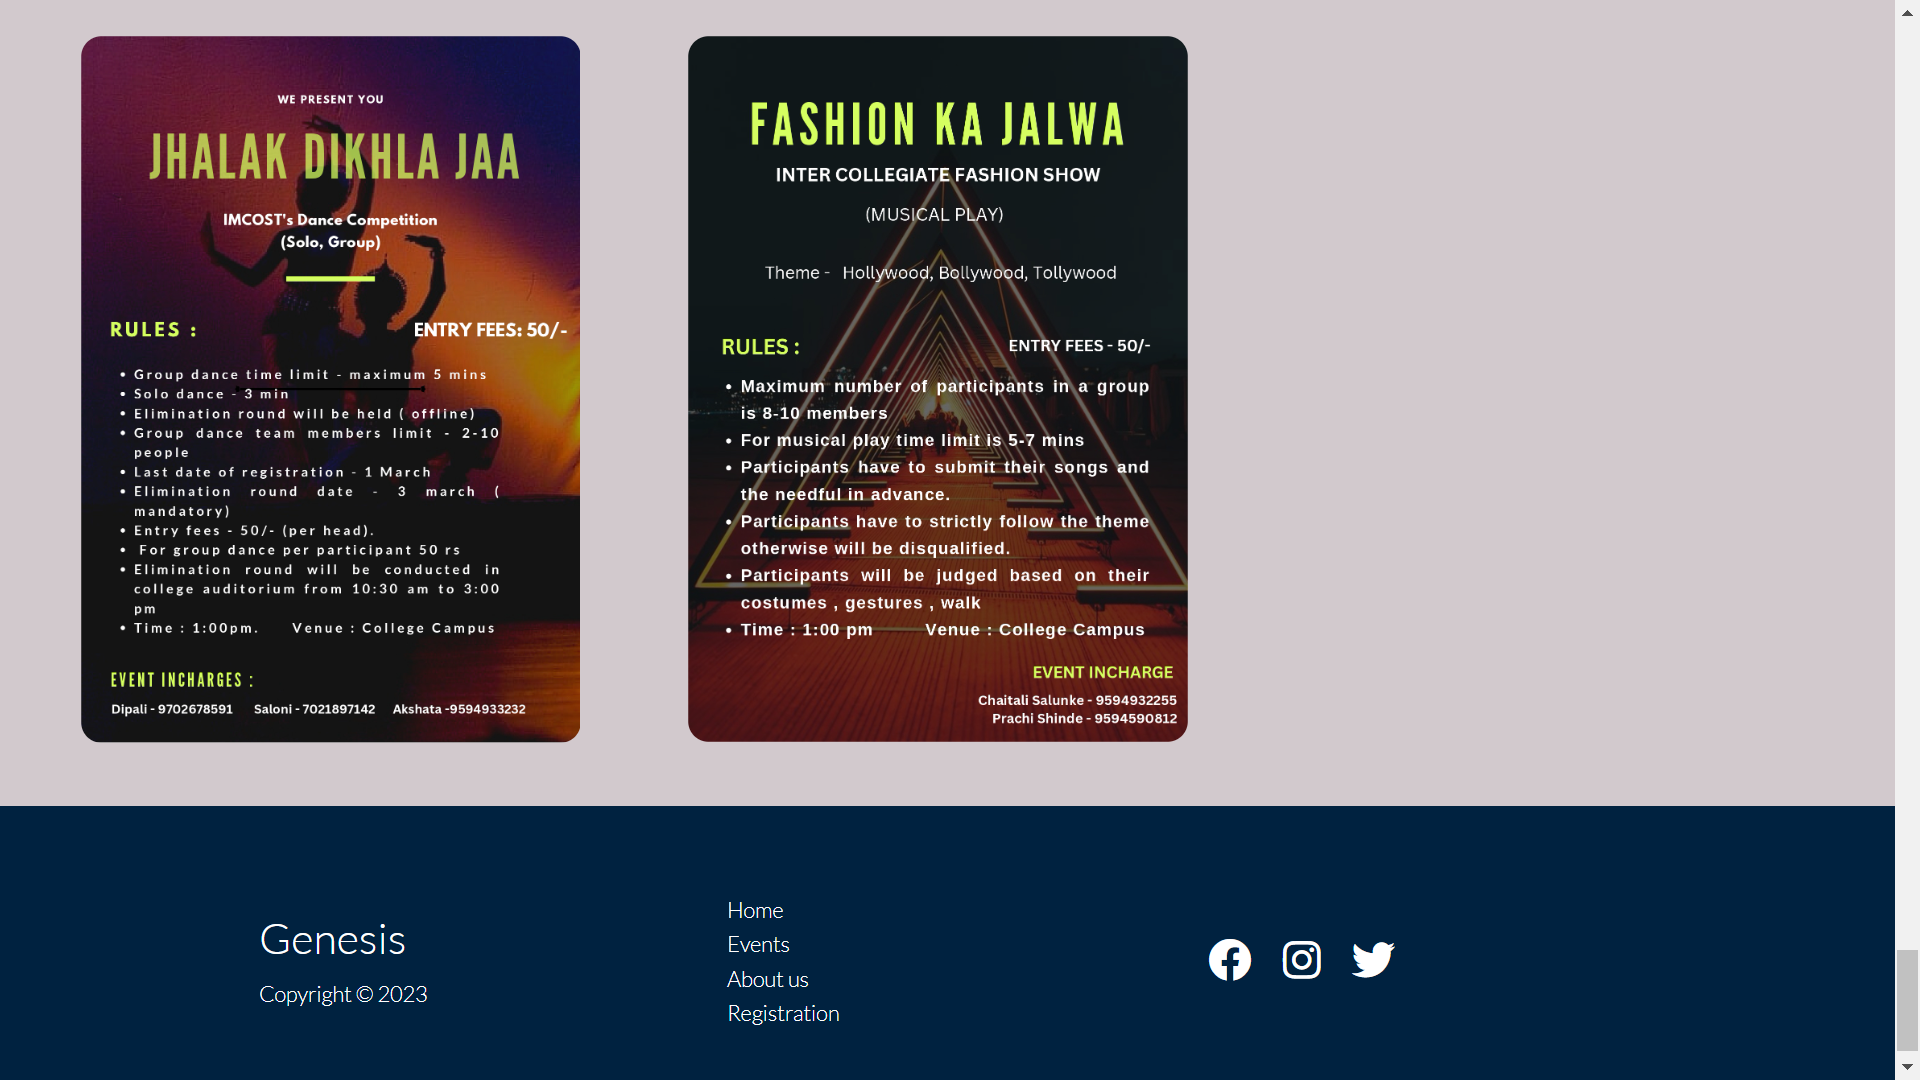 WE PRESENT YOU
JHALAK DIKHLA JAA
IMCOST's Dance Competition
(Solo, Group)
RULES :
ENTRY FEES: 50/-
• Group dance time limit - maximum 5 mins
• Solo dance - 3 min
• Elimination round will be held ( offline)
• Group dance team members limit - 2-10
people
• Last date of registration - 1 March
• Elimination round date - 3 march (
mandatory)
• Entry fees - 50/- (per head).
• For group dance per participant 50 rs
• Elimination round will be conducted in
college auditorium from 10:30 am to 3:00
pm
• Time : 1:00pm. Venue : College Campus
EVENT INCHARGES :
Dipali - 9702678591 Saloni - 7021897142 Akshata -9594933232
FASHION KA JALWA
INTER COLLEGIATE FASHION SHOW
(MUSICAL PLAY)
Theme - Hollywood, Bollywood, Tollywood
RULES :
ENTRY FEES - 50/-
• Maximum number of participants in a group
is 8-10 members
• For musical play time limit is 5-7 mins
• Participants have to submit their songs and
the needful in advance.
• Participants have to strictly follow the theme
otherwise will be disqualified.
• Participants will be judged based on their
costumes , gestures , walk
• Time : 1:00 pm Venue : College Campus
EVENT INCHARGE
Chaitali Salunke - 9594932255
Prachi Shinde - 9594590812
Genesis
Copyright © 2023
Home
Events
About us
Registration